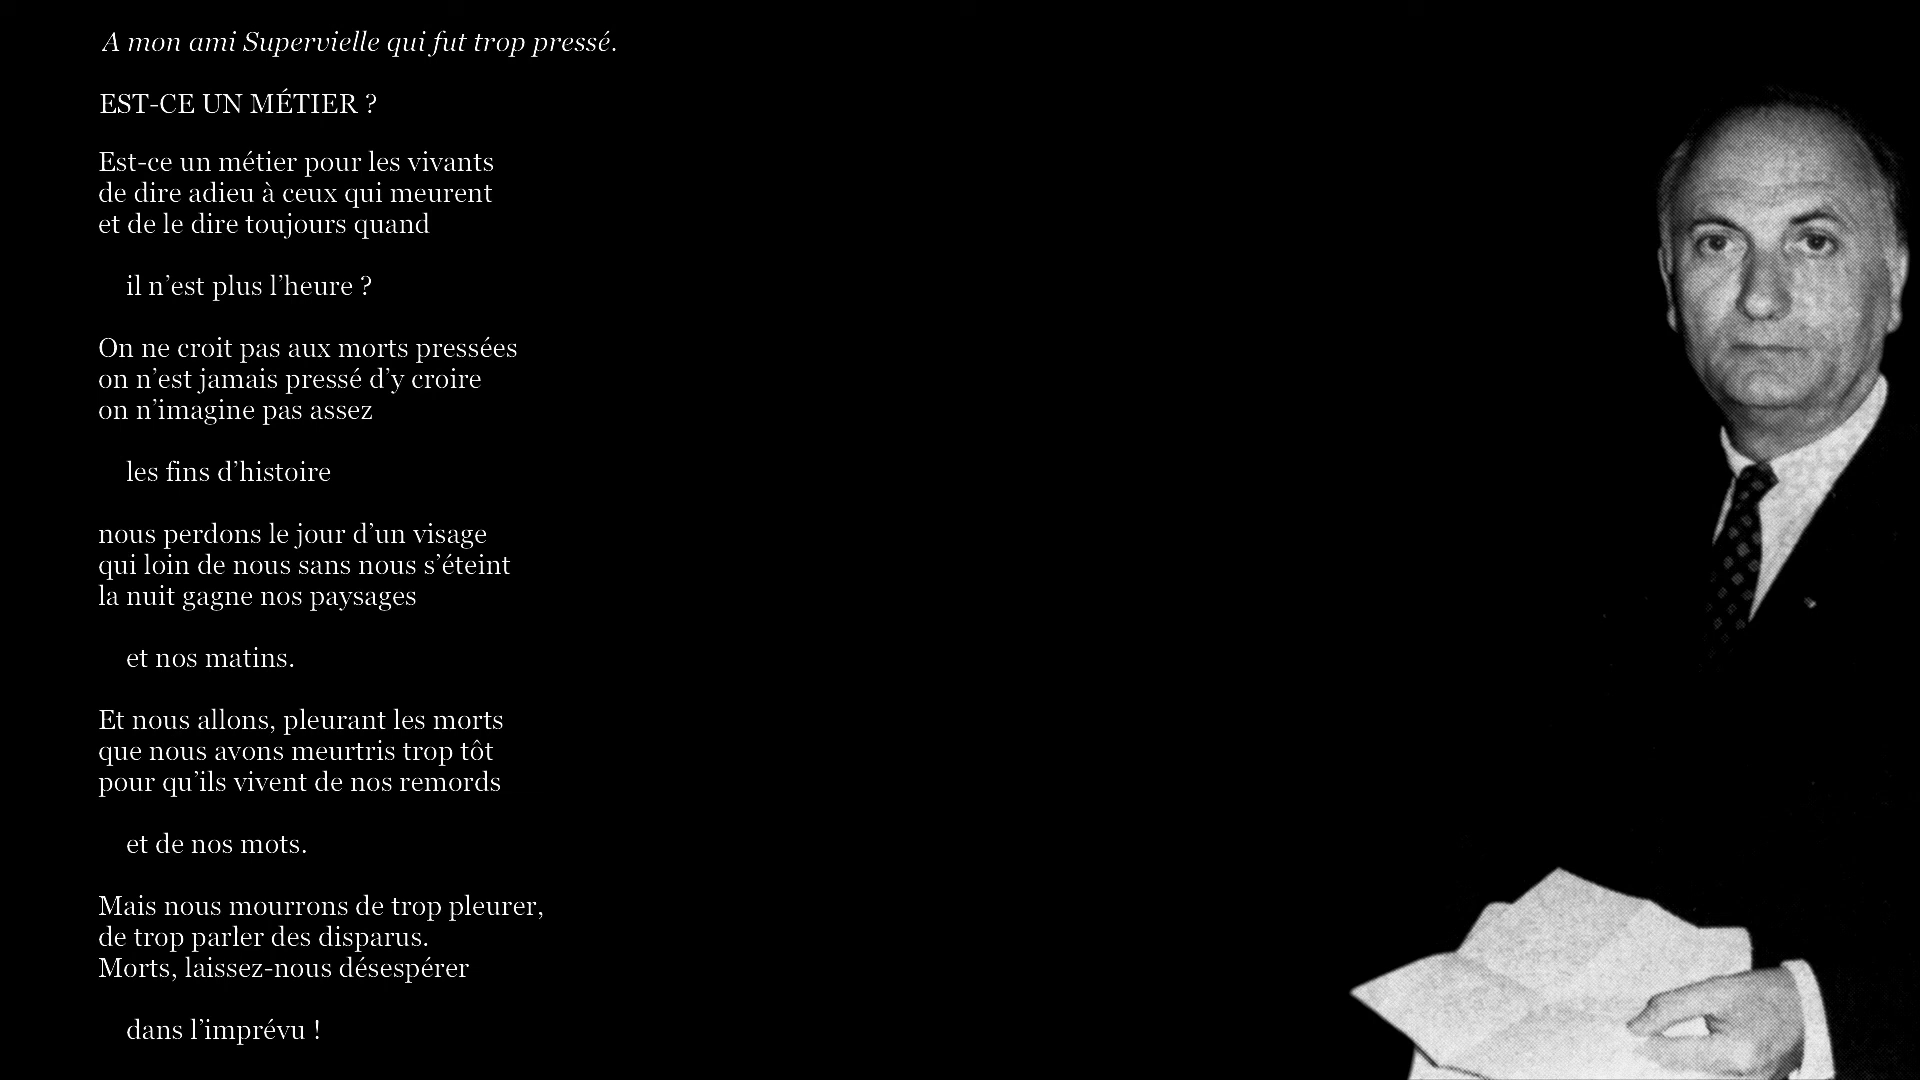 A mon ami Supervielle qui fut trop pressé.
EST-CE UN MÉTIER ?
Est-ce un métier pour les vivants
de dire adieu à ceux qui meurent
et de le dire toujours quand
il n’est plus l’heure ?
On ne croit pas aux morts pressées
on n’est jamais pressé d’y croire
on n’imagine pas assez
les fins d’histoire
nous perdons le jour d’un visage
qui loin de nous sans nous s’éteint
la nuit gagne nos paysages
et nos matins.
Et nous allons, pleurant les morts
que nous avons meurtris trop tôt
pour qu’ils vivent de nos remords
et de nos mots.
Mais nous mourrons de trop pleurer,
de trop parler des disparus.
Morts, laissez-nous désespérer
dans l’imprévu !